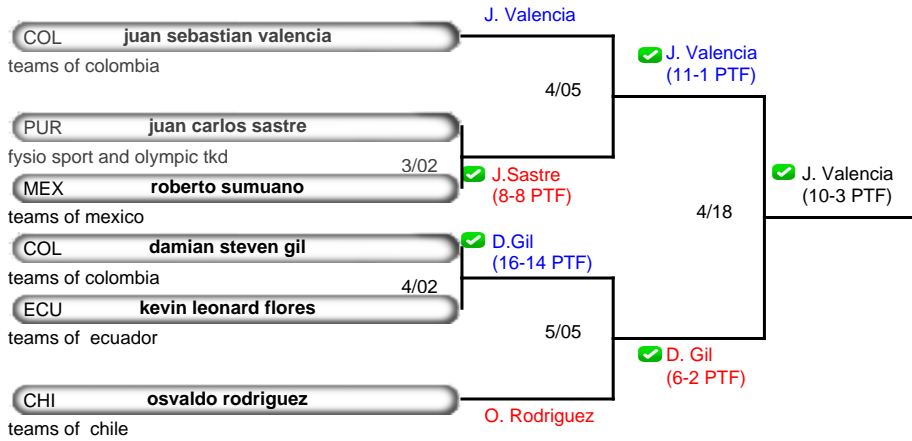 J. Valencia
COL juan sebastian valencia
teams of colombia
J. Valencia
(11-1 PTF)
4/05
PUR juan carlos sastre
fysio sport and olympic tkd
3/02
J.Sastre
(8-8 PTF)
MEX roberto sumuano
teams of mexico
J. Valencia
(10-3 PTF)
4/18
COL damian steven gil
teams of colombia
D.Gil
(16-14 PTF)
4/02
ECU kevin leonard flores
teams of  ecuador
5/05
D. Gil
(6-2 PTF)
CHI osvaldo rodriguez
teams of  chile
O. Rodriguez